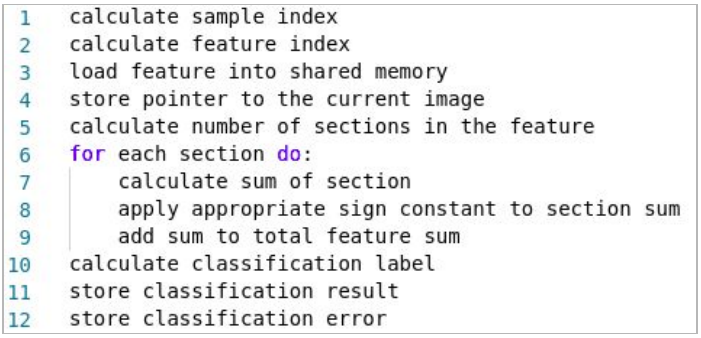 1 calculate sample index
2 calculate feature index
3 load feature into shared memory
4 store pointer to the current image
5 calculate number of sections in the feature
6 for each section do:
7 calculate sum of section
8 apply appropriate sign constant to section sum
9 add sum to total feature sum
10 calculate classification label
11 store classification result
12 store classification error